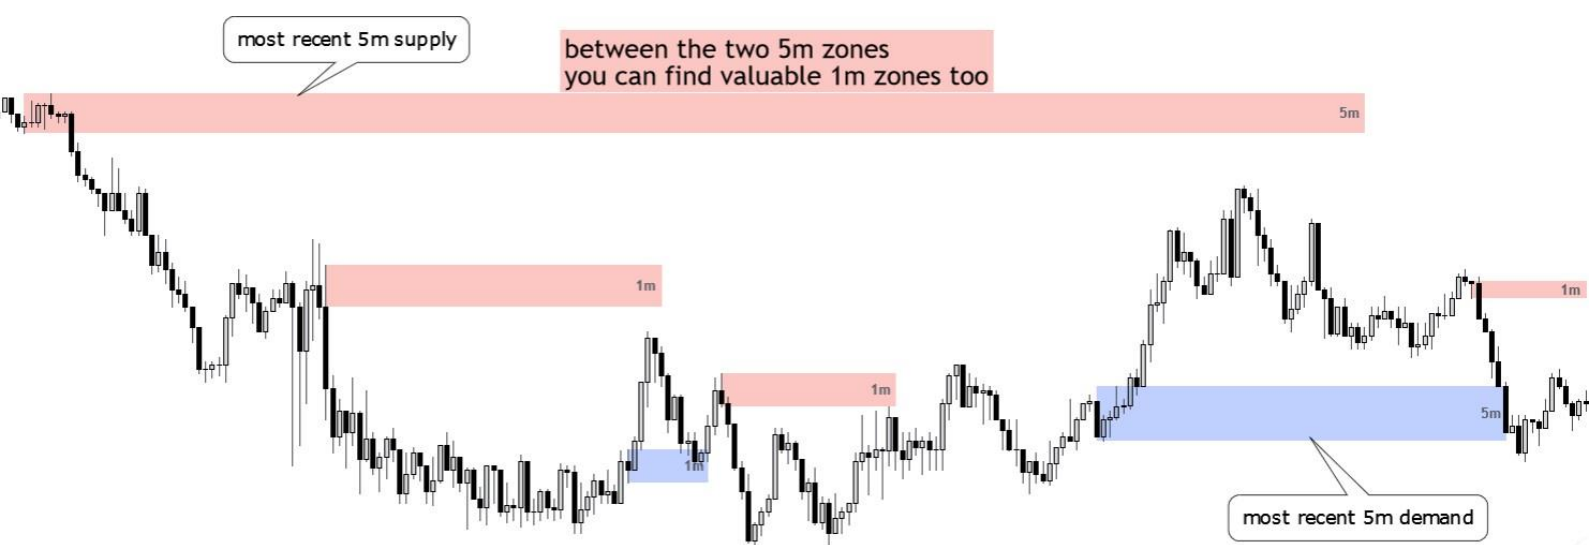 most recent 5m supply
between the two 5m zones
you can find valuable 1m zones too
5m
1m
1m
1m
1m
5m
most recent 5m demand